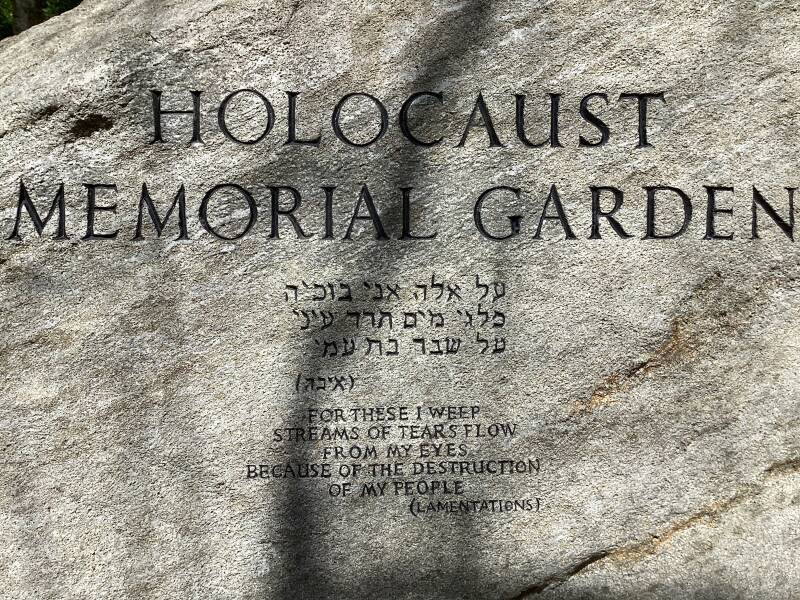 HOLOCAUST
MEMORIAL GARDEN
על אלה אני בוכיה
פלגי מים תרד עיני
על שבר בת עמי
(איכה)
FOR THESE I WEEP
STREAMS OF TEARS FLOW
FROM MY EYES
BECAUSE OF THE DESTRUCTION
OF MY PEOPLE
(LAMENTATIONS)